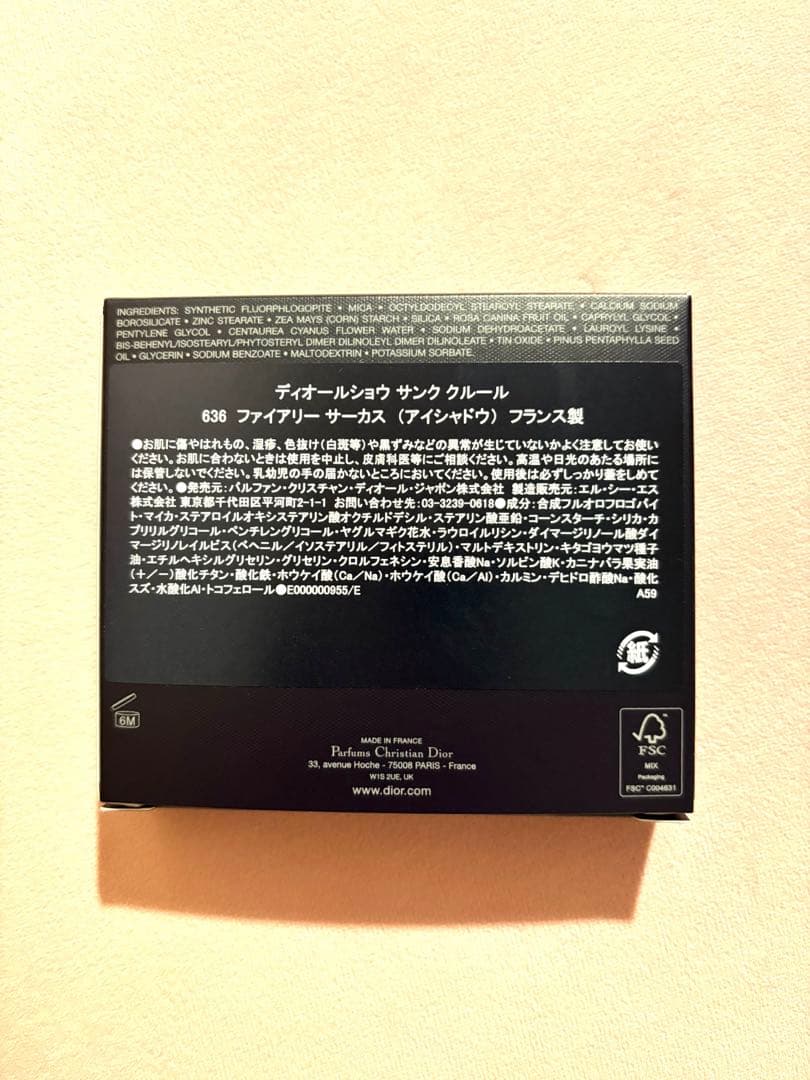 INGREDIENTS: SYNTHETIC FLUORPHLOGOPITE • MICA • OCTYLDODECYL STEAROYL STEARATE • CALCIUM SODIUM
BOROSILICATE • ZINC STEARATE • ZEA MAYS (CORN) STARCH • SILICA • ROSA CANINA FRUIT OIL • CAPRYLYL GLYCOL •
PENTYLENE GLYCOL • CENTAUREA CYANUS FLOWER WATER • SODIUM DEHYDROACETATE • LAUROYL LYSINE •
BIS-BEHENYL/ISOSTEARYL/PHYTOSTERYL DIMER DILINOLEYL DIMER DILINOLEATE • TIN OXIDE • PINUS PENTAPHYLLA SEED
OIL • GLYCERIN • SODIUM BENZOATE • MALTODEXTRIN • POTASSIUM SORBATE.
ディオールショウ サンク クルール
636 ファイアリー サーカス (アイシャドウ) フランス製
●お肌に傷やはれもの、湿疹、色抜け(白斑等)や黒ずみなどの異常が生じていないかよく注意してお使い
ください。お肌に合わないときは使用を中止し、皮膚科医等にご相談ください。高温や日光のあたる場所に
は保管しないでください。乳幼児の手の届かないところにおいてください。使用後は必ずしっかり蓋をしめて
ください。●発売元:パルファン・クリスチャン・ディオール・ジャポン株式会社 製造販売元:エル・シー・エス
株式会社 東京都千代田区平河町2-1-1 お問い合わせ先:03-3239-0618●成分:合成フルオロフロゴパイ
ト・マイカ・ステアロイルオキシステアリン酸オクチルドデシル・ステアリン酸亜鉛・コーンスターチ・シリカ・カ
プリリルグリコール・ペンチレングリコール・ヤグルマギク花水・ラウロイルリシン・ダイマージリノール酸ダイ
マージリノレイルビス(ベヘニル/イソステアリル/フィトステリル)・マルトデキストリン・キタゴヨウマツ種子
油・エチルヘキシルグリセリン・グリセリン・クロルフェネシン・安息香酸Na・ソルビン酸K・カニナバラ果実油
(+/−)酸化チタン・酸化鉄・ホウケイ酸(Ca/Na)・ホウケイ酸(Ca/Al)・カルミン・デヒドロ酢酸Na・酸化
スズ・水酸化Al・トコフェロール●E000000955/E A59
紙
6M
MADE IN FRANCE
Parfums Christian Dior
33, avenue Hoche - 75008 PARIS - France
W1S 2UE, UK
www.dior.com
FSC
MIX
Packaging
FSC™ C004631